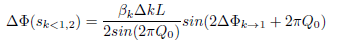 ΔΦ(s_{k<1,2}) = \frac{β_k ΔkL}{2sin(2πQ_0)} sin(2ΔΦ_{k→1} + 2πQ_0)